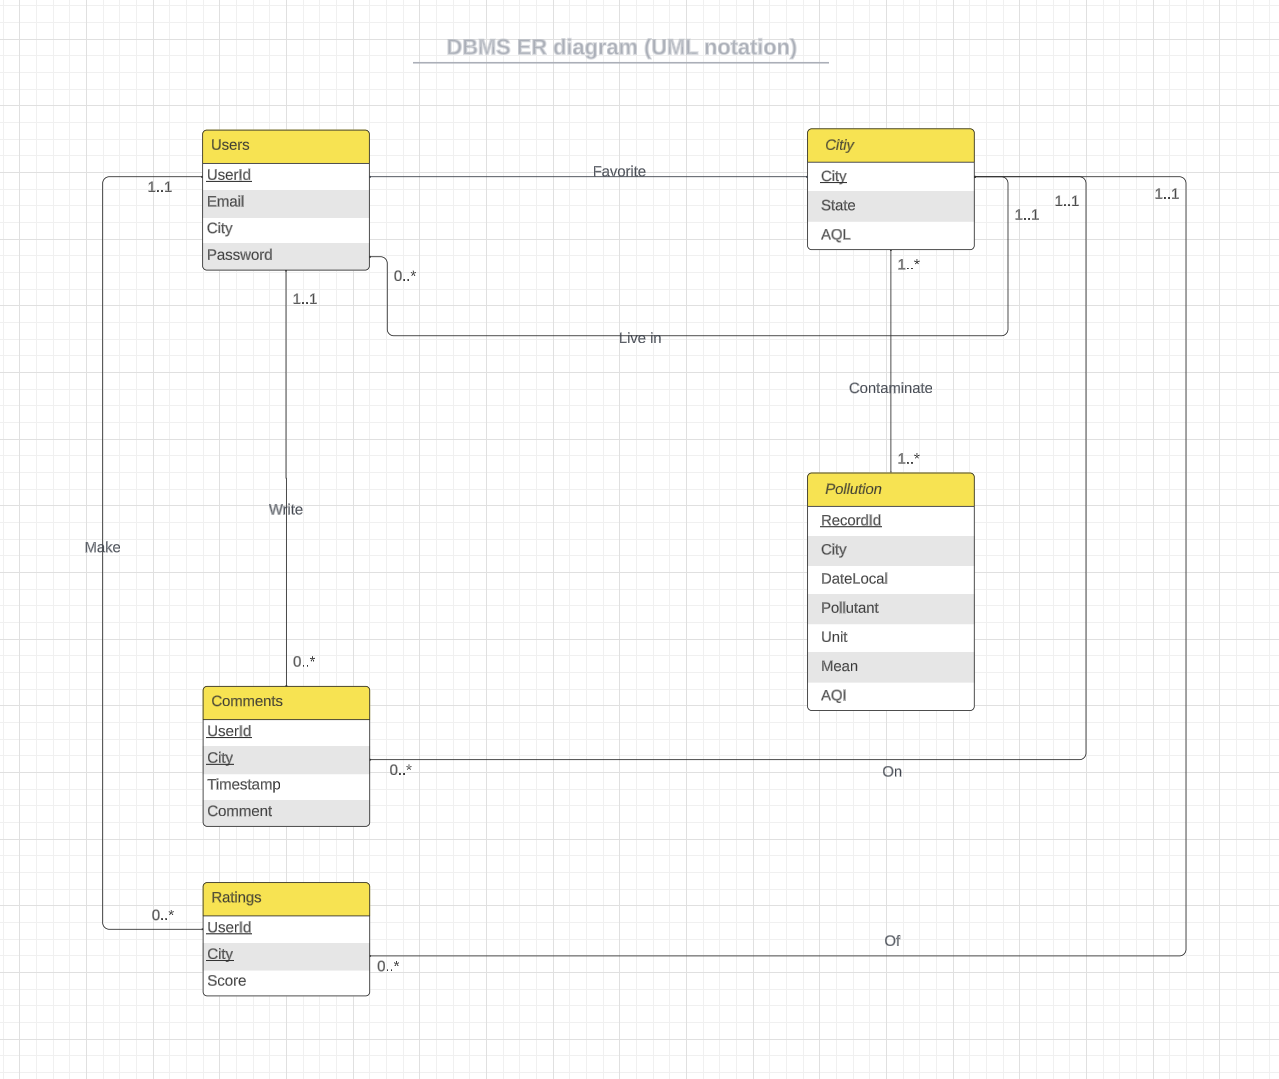 DBMS ER diagram (UML notation)
Users
UserId
Email
City
Password
Citiy
City
State
AQL
Favorite
1..1
1..1
1..1
1..1
0..*
1..*
1..1
Live in
Contaminate
1..*
Pollution
RecordId
City
DateLocal
Pollutant
Unit
Mean
AQI
Write
Make
0..*
Comments
UserId
City
Timestamp
Comment
0..*
On
Ratings
UserId
City
Score
0..*
0..*
Of